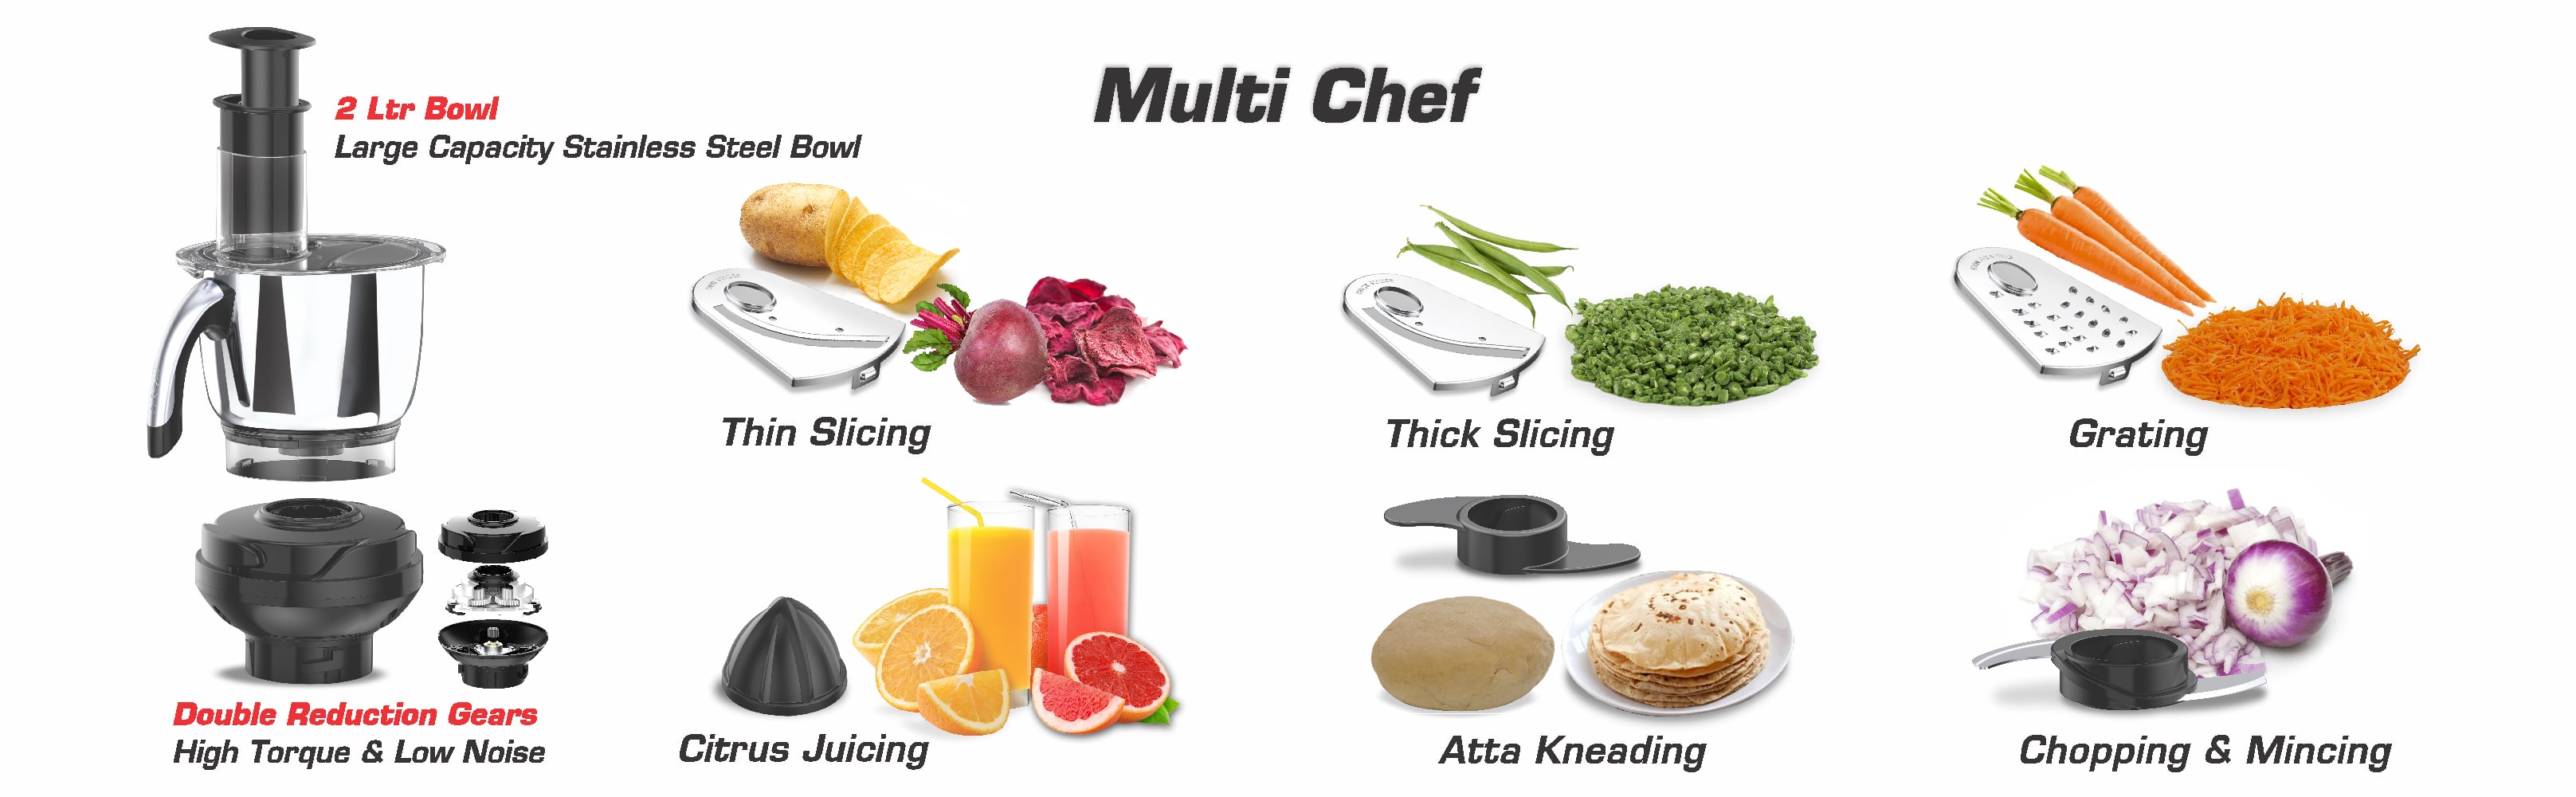 Multi Chef
2 Ltr Bowl
Large Capacity Stainless Steel Bowl
Thin Slicing
Thick Slicing
Grating
Double Reduction Gears
High Torque & Low Noise
Citrus Juicing
Atta Kneading
Chopping & Mincing